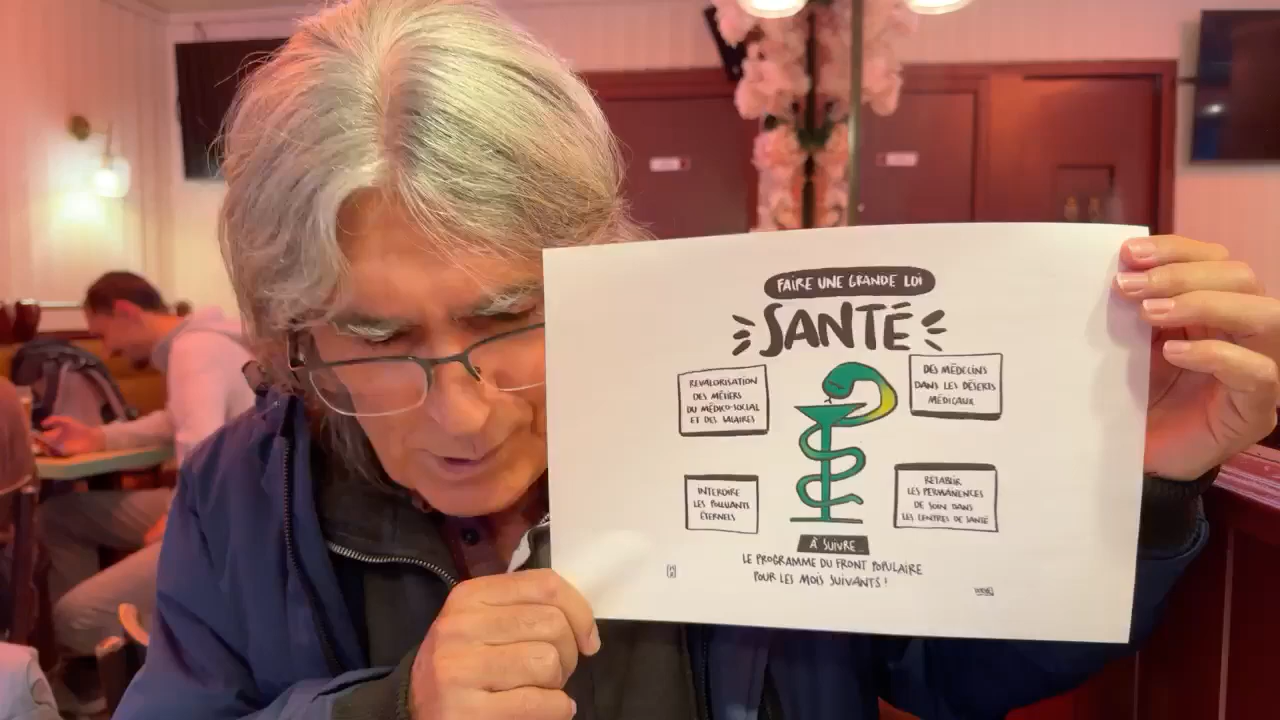 FAIRE UNE GRANDE LOI
SANTÉ
REVALORISATION
DES MÉTIERS
DU MÉDICO-SOCIAL
ET DES SALAIRES
DES MÉDECINS
DANS LES DÉSERTS
MÉDICAUX
INTERDIRE
LES POLLUANTS
ÉTERNELS
RÉTABLIR
LES PERMANENCES
DE SOIN DANS
LES CENTRES DE SANTÉ
À SUIVRE...
LE PROGRAMME DU FRONT POPULAIRE
POUR LES MOIS SUIVANTS !